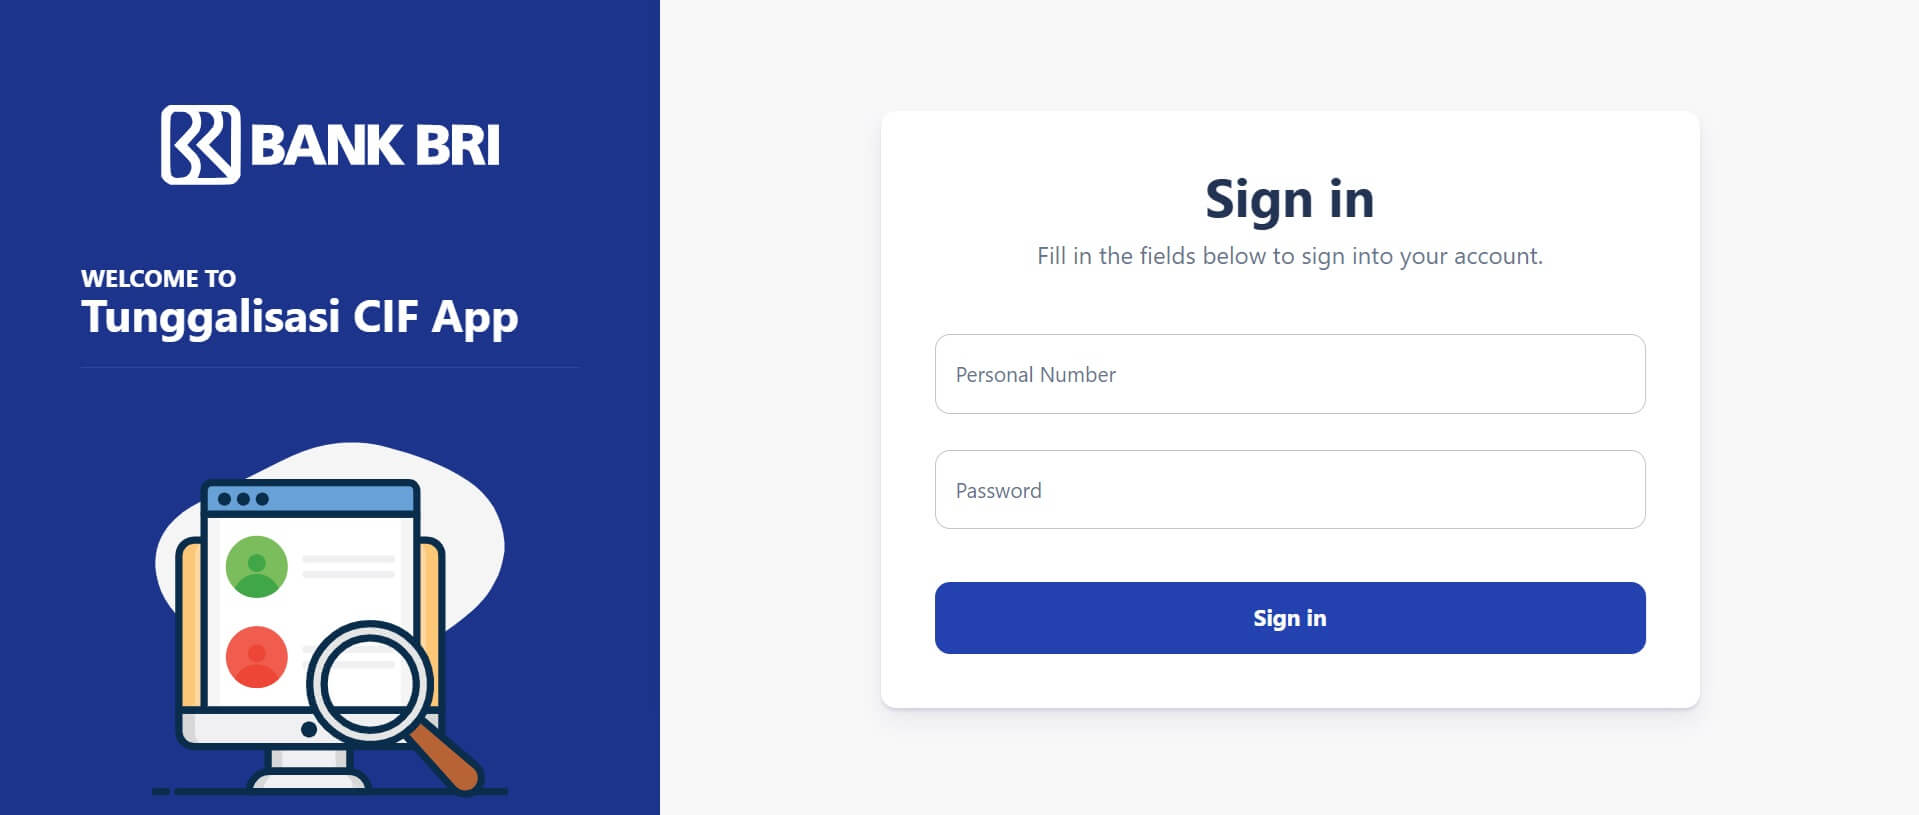 BANK BRI
WELCOME TO
Tunggalisasi CIF App
Sign in
Fill in the fields below to sign into your account.
Personal Number
Password
Sign in